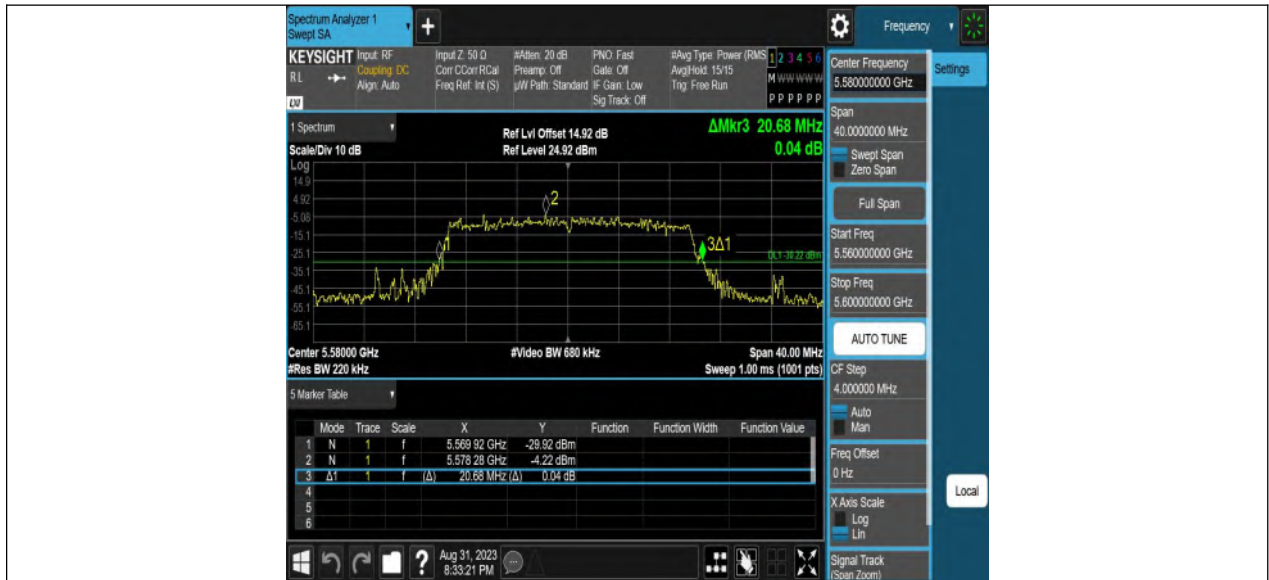 Spectrum Analyzer 1
Swept SA
+
Frequency
KEYSIGHT
RL
LXI
Input: RF
Coupling: DC
Align: Auto
Input Z: 50 Ω
Corr CCorr RCal
Freq Ref: Int (S)
#Atten: 20 dB
Preamp: Off
µW Path: Standard
PNO: Fast
Gate: Off
IF Gain: Low
Sig Track: Off
#Avg Type: Power (RMS
Avg|Hold: 15/15
Trig: Free Run
1 2 3 4 5 6
M W W W W W
P P P P P P
Center Frequency
5.580000000 GHz
Settings
1 Spectrum
Scale/Div 10 dB
Ref Lvl Offset 14.92 dB
Ref Level 24.92 dBm
ΔMkr3 20.68 MHz
0.04 dB
Span
40.0000000 MHz
Swept Span
Zero Span
Full Span
Start Freq
5.560000000 GHz
Stop Freq
5.600000000 GHz
AUTO TUNE
Log
14.9
4.92
-5.08
-15.1
-25.1
-35.1
-45.1
-55.1
-65.1
2
1
3Δ1
DL1 -30.22 dBm
Center 5.58000 GHz
#Res BW 220 kHz
#Video BW 680 kHz
Span 40.00 MHz
Sweep 1.00 ms (1001 pts)
CF Step
4.000000 MHz
Auto
Man
Freq Offset
0 Hz
X Axis Scale
Log
Lin
Signal Track
(Span Zoom)
Local
5 Marker Table
Mode Trace Scale X Y Function Function Width Function Value
1 N 1 f 5.569 92 GHz -29.92 dBm
2 N 1 f 5.578 28 GHz -4.22 dBm
3 Δ1 1 f (Δ) 20.68 MHz (Δ) 0.04 dB
4
5
6
?
Aug 31, 2023
8:33:21 PM